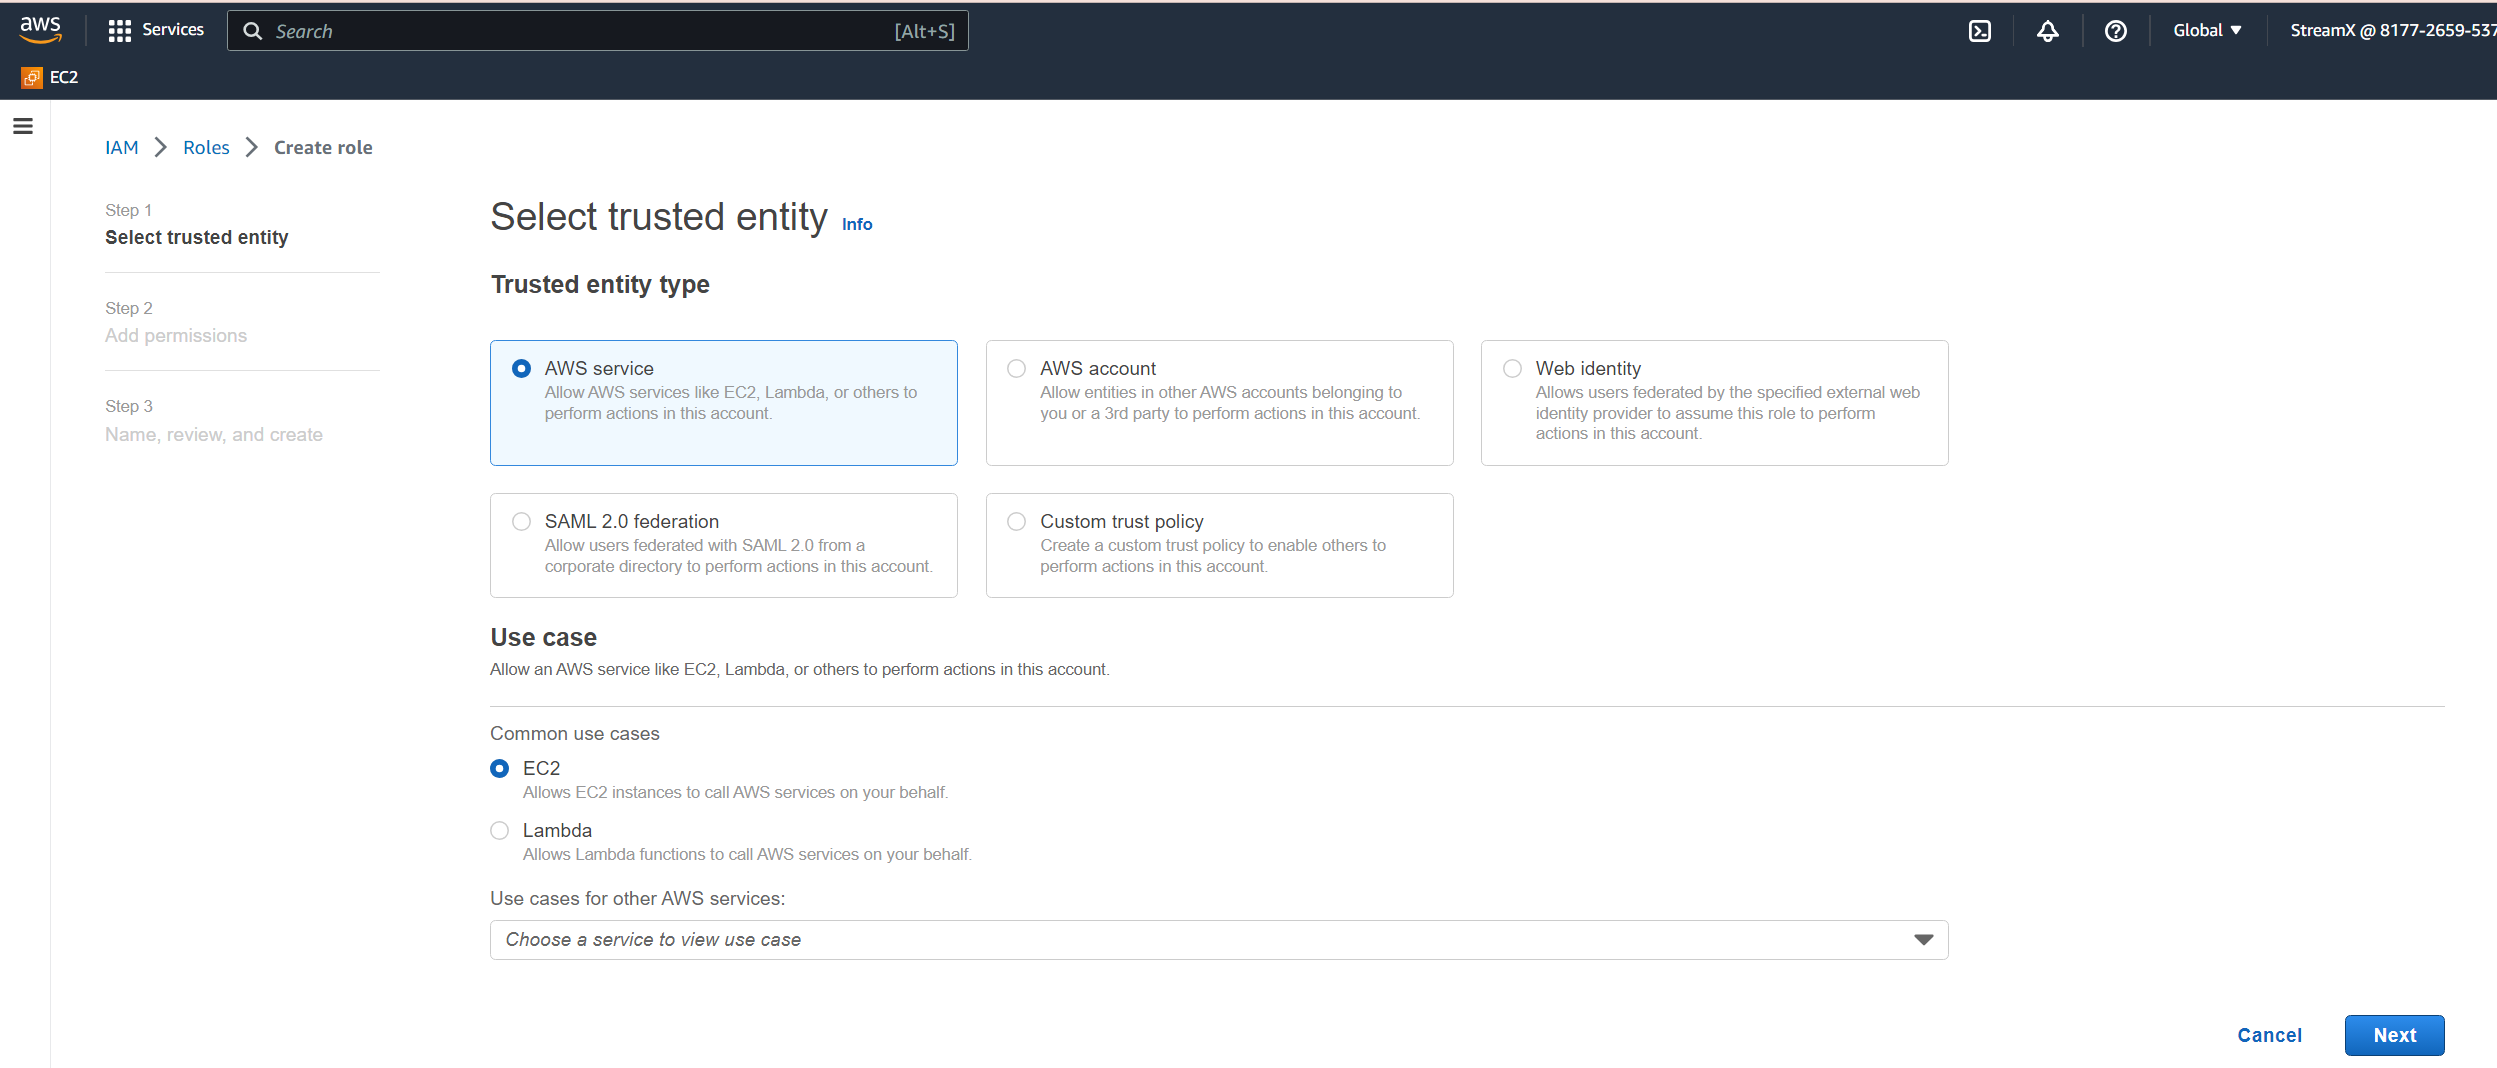 aws
Services
Search
[Alt+S]
Global
StreamX @ 8177-2659-537
EC2
IAM
Roles
Create role
Step 1
Select trusted entity
Step 2
Add permissions
Step 3
Name, review, and create
Select trusted entity Info
Trusted entity type
AWS service
Allow AWS services like EC2, Lambda, or others to
perform actions in this account.
AWS account
Allow entities in other AWS accounts belonging to
you or a 3rd party to perform actions in this account.
Web identity
Allows users federated by the specified external web
identity provider to assume this role to perform
actions in this account.
SAML 2.0 federation
Allow users federated with SAML 2.0 from a
corporate directory to perform actions in this account.
Custom trust policy
Create a custom trust policy to enable others to
perform actions in this account.
Use case
Allow an AWS service like EC2, Lambda, or others to perform actions in this account.
Common use cases
EC2
Allows EC2 instances to call AWS services on your behalf.
Lambda
Allows Lambda functions to call AWS services on your behalf.
Use cases for other AWS services:
Choose a service to view use case
Cancel
Next